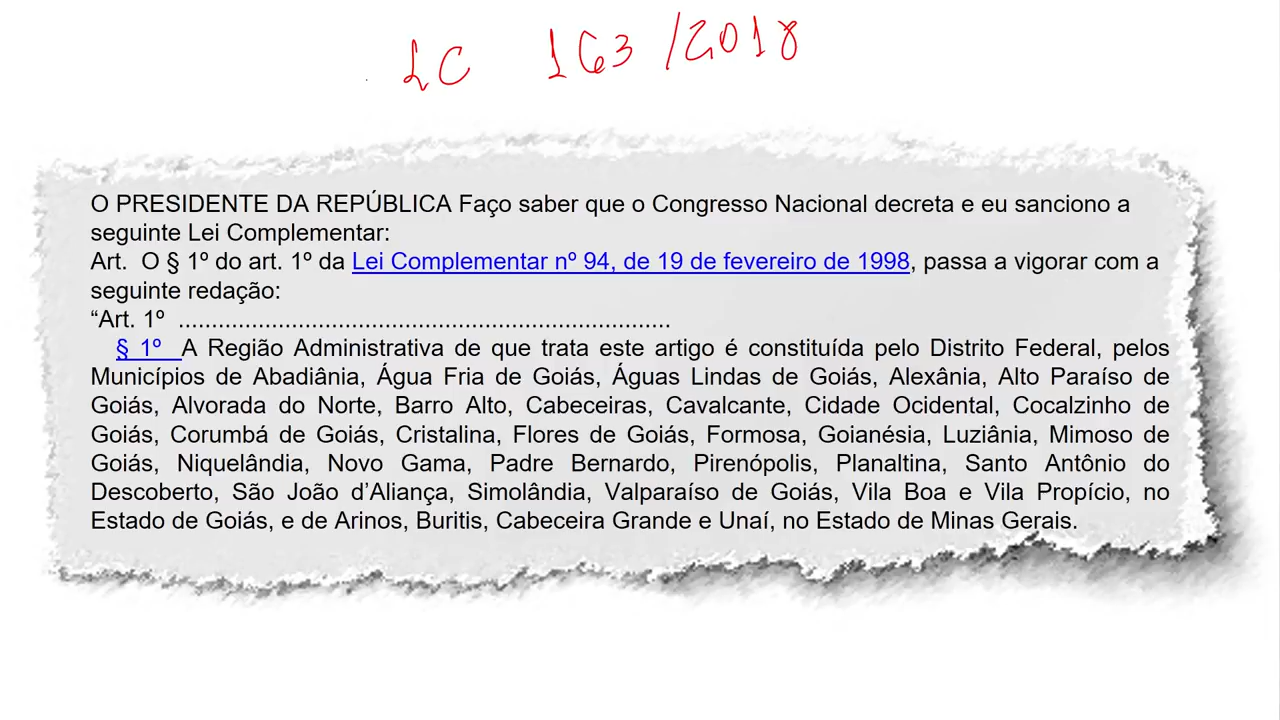 LC 163/2018
O PRESIDENTE DA REPÚBLICA Faço saber que o Congresso Nacional decreta e eu sanciono a
seguinte Lei Complementar:
Art.  O § 1º do art. 1º da Lei Complementar nº 94, de 19 de fevereiro de 1998, passa a vigorar com a
seguinte redação:
“Art. 1º ..........................................................................
§ 1º A Região Administrativa de que trata este artigo é constituída pelo Distrito Federal, pelos
Municípios de Abadiânia, Água Fria de Goiás, Águas Lindas de Goiás, Alexânia, Alto Paraíso de
Goiás, Alvorada do Norte, Barro Alto, Cabeceiras, Cavalcante, Cidade Ocidental, Cocalzinho de
Goiás, Corumbá de Goiás, Cristalina, Flores de Goiás, Formosa, Goianésia, Luziânia, Mimoso de
Goiás, Niquelândia, Novo Gama, Padre Bernardo, Pirenópolis, Planaltina, Santo Antônio do
Descoberto, São João d’Aliança, Simolândia, Valparaíso de Goiás, Vila Boa e Vila Propício, no
Estado de Goiás, e de Arinos, Buritis, Cabeceira Grande e Unaí, no Estado de Minas Gerais.